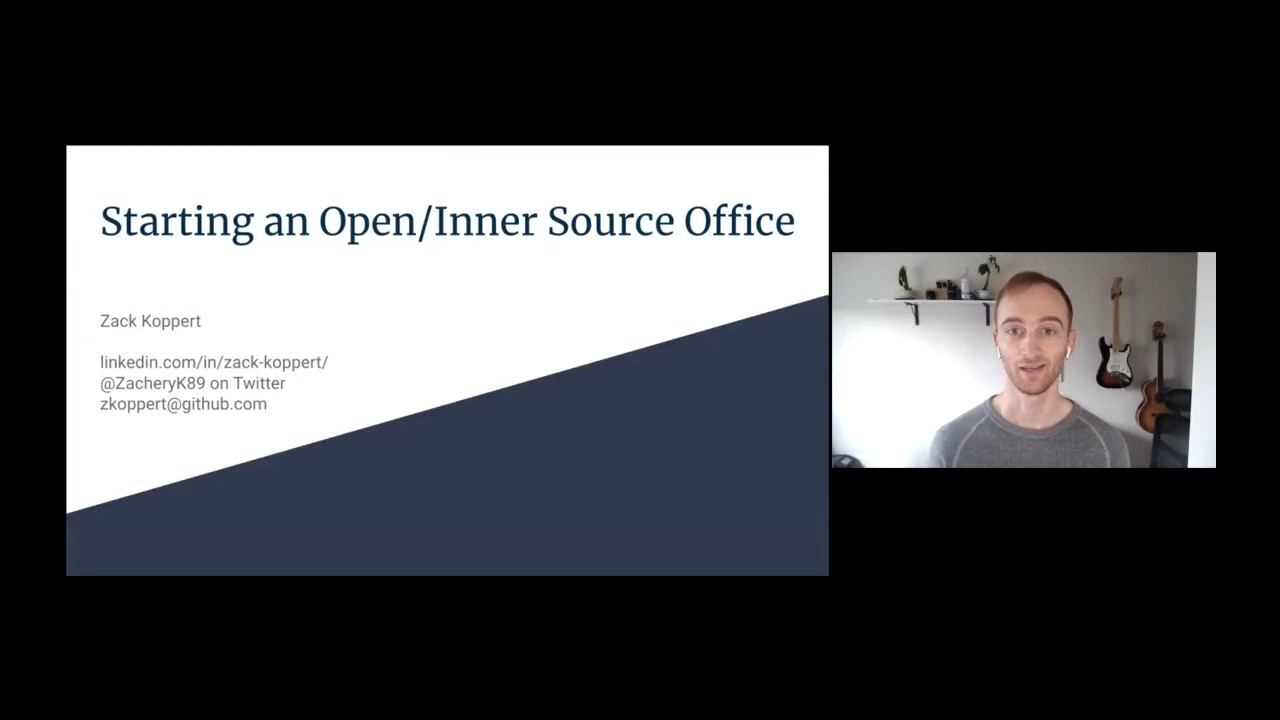 Starting an Open/Inner Source Office
Zack Koppert
linkedin.com/in/zack-koppert/
@ZacheryK89 on Twitter
zkoppert@github.com